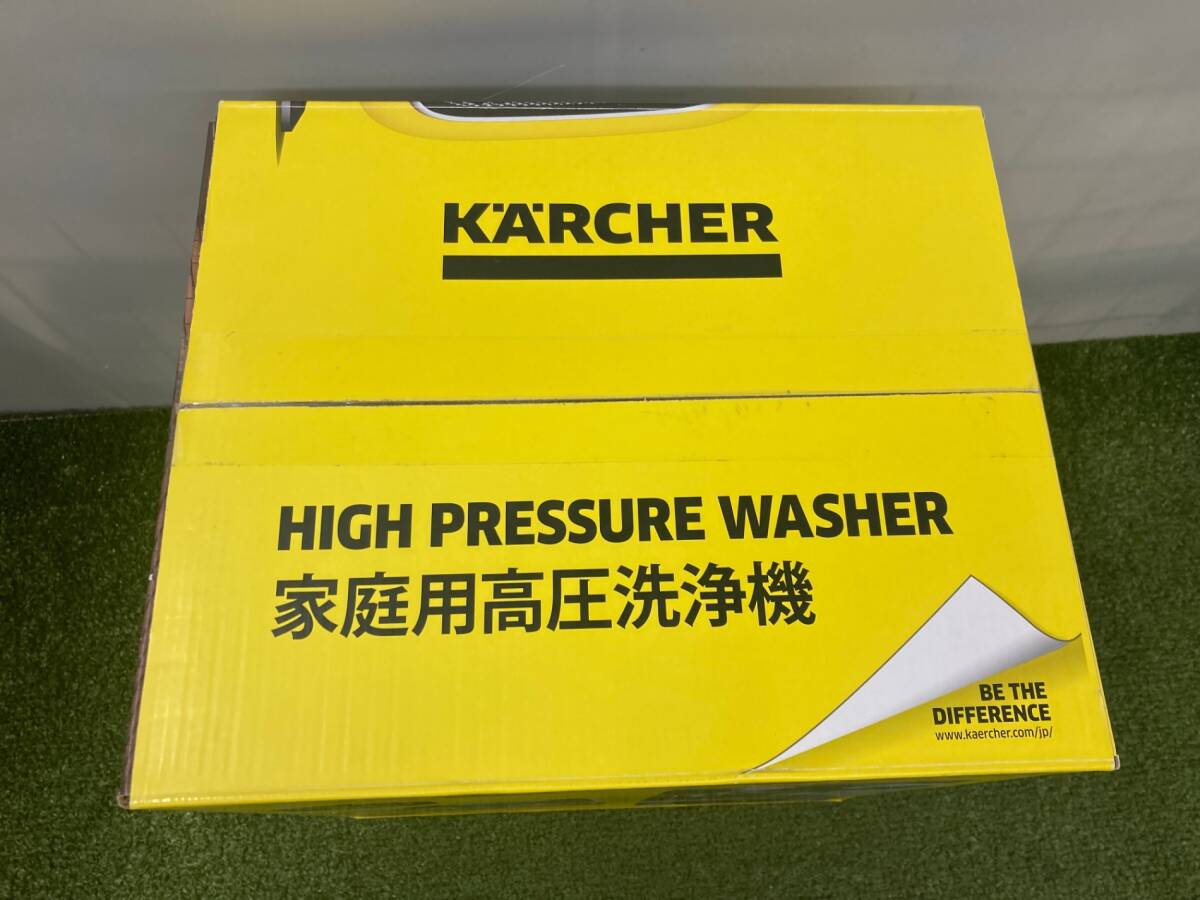 KÄRCHER
HIGH PRESSURE WASHER
家庭用高圧洗浄機
BE THE
DIFFERENCE
www.kaercher.com/jp/